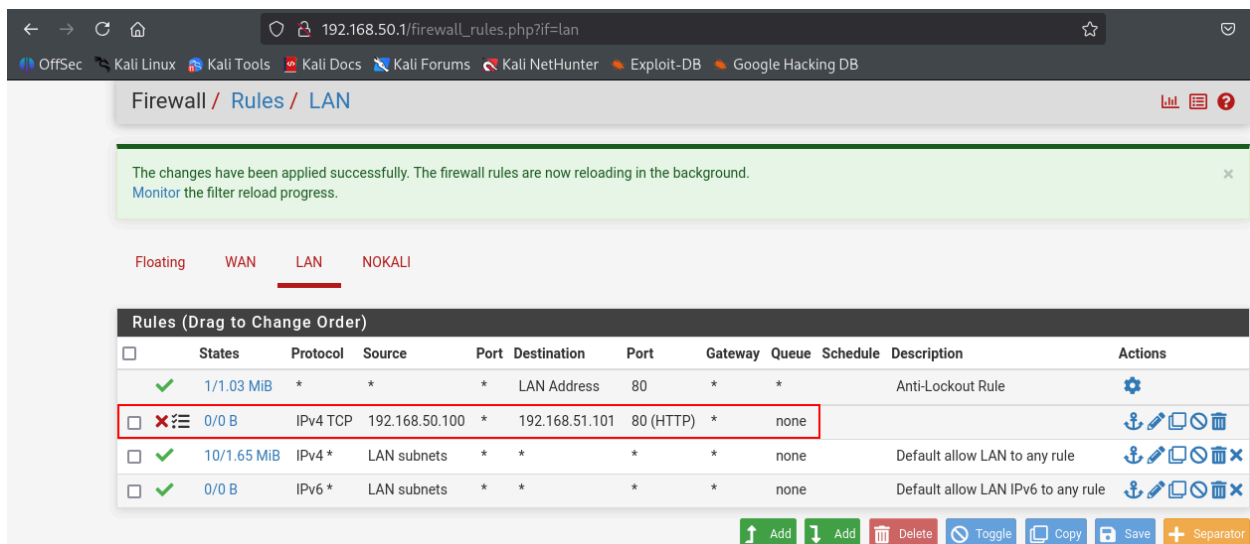 192.168.50.1/firewall_rules.php?if=lan
OffSec Kali Linux Kali Tools Kali Docs Kali Forums Kali NetHunter Exploit-DB Google Hacking DB
Firewall / Rules / LAN
The changes have been applied successfully. The firewall rules are now reloading in the background.
Monitor the filter reload progress.
Floating WAN LAN NOKALI
Rules (Drag to Change Order)
States Protocol Source Port Destination Port Gateway Queue Schedule Description Actions
1/1.03 MiB * * * LAN Address 80 * * Anti-Lockout Rule
0/0 B IPv4 TCP 192.168.50.100 * 192.168.51.101 80 (HTTP) * none
10/1.65 MiB IPv4 * LAN subnets * * * * none Default allow LAN to any rule
0/0 B IPv6 * LAN subnets * * * * none Default allow LAN IPv6 to any rule
Add Add Delete Toggle Copy Save Separator